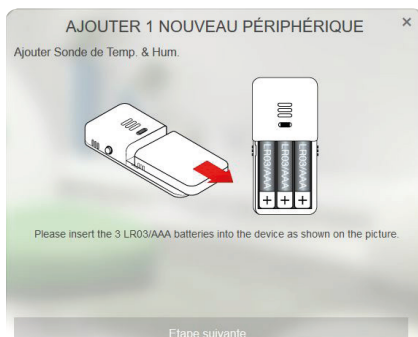 AJOUTER 1 NOUVEAU PÉRIPHÉRIQUE ×
Ajouter Sonde de Temp. & Hum.
LR03/AAA LR03/AAA LR03/AAA
+ + +
Please insert the 3 LR03/AAA batteries into the device as shown on the picture.
Etape suivante